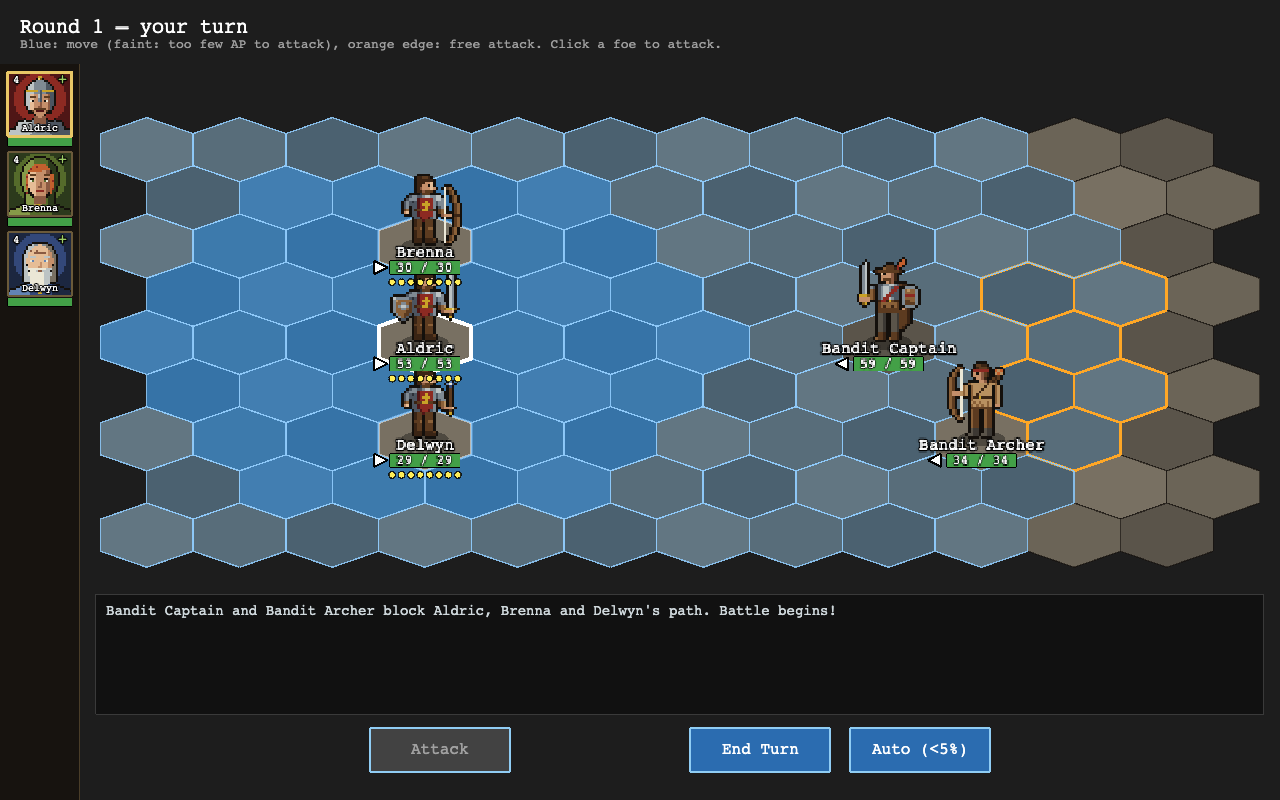 Round 1 — your turn
Blue: move (faint: too few AP to attack), orange edge: free attack. Click a foe to attack.
4 +
Aldric
4 +
Brenna
4 +
Delwyn
Brenna
30 / 30
Aldric
53 / 53
Delwyn
29 / 29
Bandit Captain
59 / 59
Bandit Archer
34 / 34
Bandit Captain and Bandit Archer block Aldric, Brenna and Delwyn's path. Battle begins!
Attack
End Turn
Auto (<5%)